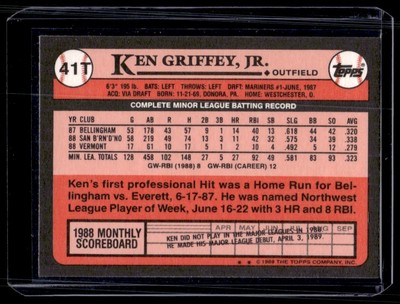 41T
KEN GRIFFEY, JR.
OUTFIELD
Topps
6'3" 195 lb. BATS: LEFT THROWS: LEFT DRFT: MARINERS #1-JUNE, 1987
ACQ: VIA DRAFT BORN: 11-21-69, DONORA, PA. HOME: WESTCHESTER, O.
COMPLETE MINOR LEAGUE BATTING RECORD
YR CLUB G AB R H 2B 3B HR RBI SB SLG BB SO AVG
87 BELLINGHAM 53 178 43 57 9 1 14 40 13 .618 44 42 .320
88 SAN B'RN'D'NO 58 219 50 74 13 3 11 42 32 .575 34 39 .338
88 VERMONT 17 61 10 17 5 1 2 10 4 .492 5 12 .279
MIN. LEA. TOTALS 128 458 103 148 27 5 27 92 49 .581 83 93 .323
GW-RBI (1988) 8 GW-RBI (CAREER) 12
Ken's first professional Hit was a Home Run for Bel-
lingham vs. Everett, 6-17-87. He was named Northwest
League Player of Week, June 16-22 with 3 HR and 8 RBI.
1988 MONTHLY
SCOREBOARD
APR MAY JUN JUL AUG SEP
KEN DID NOT PLAY IN THE MAJOR LEAGUES IN 1988
HE MADE HIS MAJOR LEAGUE DEBUT, APRIL 3, 1989.
© 1989 THE TOPPS COMPANY, INC.